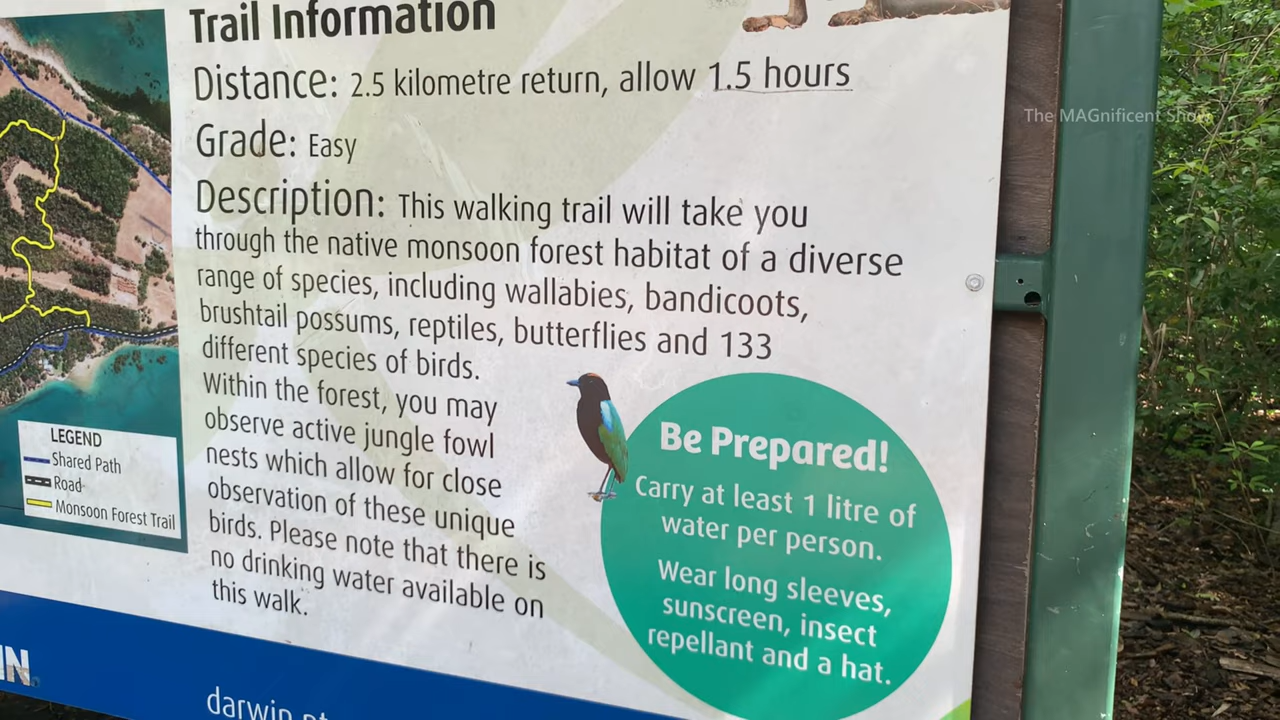 Trail Information
Distance: 2.5 kilometre return, allow 1.5 hours
Grade: Easy
Description: This walking trail will take you
through the native monsoon forest habitat of a diverse
range of species, including wallabies, bandicoots,
brushtail possums, reptiles, butterflies and 133
different species of birds.
Within the forest, you may
observe active jungle fowl
nests which allow for close
observation of these unique
birds. Please note that there is
no drinking water available on
this walk.
Be Prepared!
Carry at least 1 litre of
water per person.
Wear long sleeves,
sunscreen, insect
repellant and a hat.
LEGEND
Shared Path
Road
Monsoon Forest Trail
The MAGnificent Show
IN.
darwin